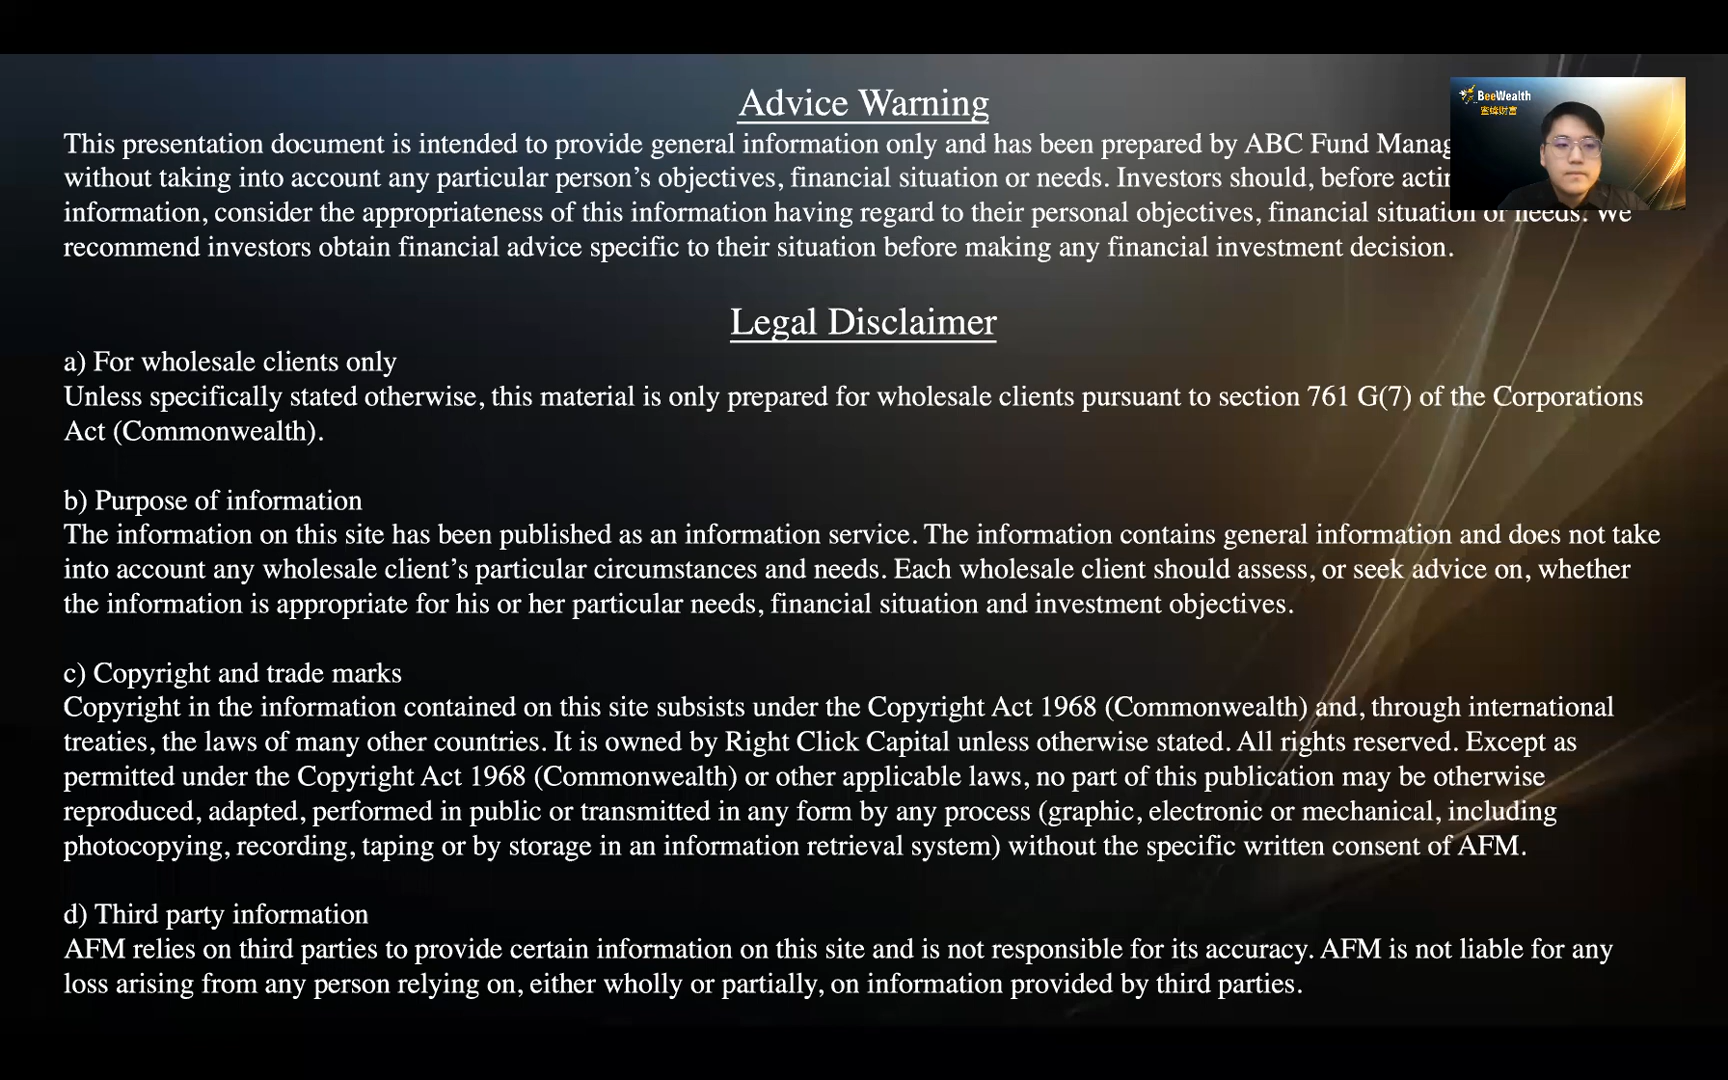 Advice Warning
This presentation document is intended to provide general information only and has been prepared by ABC Fund
without taking into account any particular person’s objectives, financial situation or needs. Investors should, before
information, consider the appropriateness of this information having regard to their personal objectives, financial situation or needs. We
recommend investors obtain financial advice specific to their situation before making any financial investment decision.
BeeWealth
蜜蜂财富
Legal Disclaimer
a) For wholesale clients only
Unless specifically stated otherwise, this material is only prepared for wholesale clients pursuant to section 761 G(7) of the Corporations
Act (Commonwealth).
b) Purpose of information
The information on this site has been published as an information service. The information contains general information and does not take
into account any wholesale client’s particular circumstances and needs. Each wholesale client should assess, or seek advice on, whether
the information is appropriate for his or her particular needs, financial situation and investment objectives.
c) Copyright and trade marks
Copyright in the information contained on this site subsists under the Copyright Act 1968 (Commonwealth) and, through international
treaties, the laws of many other countries. It is owned by Right Click Capital unless otherwise stated. All rights reserved. Except as
permitted under the Copyright Act 1968 (Commonwealth) or other applicable laws, no part of this publication may be otherwise
reproduced, adapted, performed in public or transmitted in any form by any process (graphic, electronic or mechanical, including
photocopying, recording, taping or by storage in an information retrieval system) without the specific written consent of AFM.
d) Third party information
AFM relies on third parties to provide certain information on this site and is not responsible for its accuracy. AFM is not liable for any
loss arising from any person relying on, either wholly or partially, on information provided by third parties.